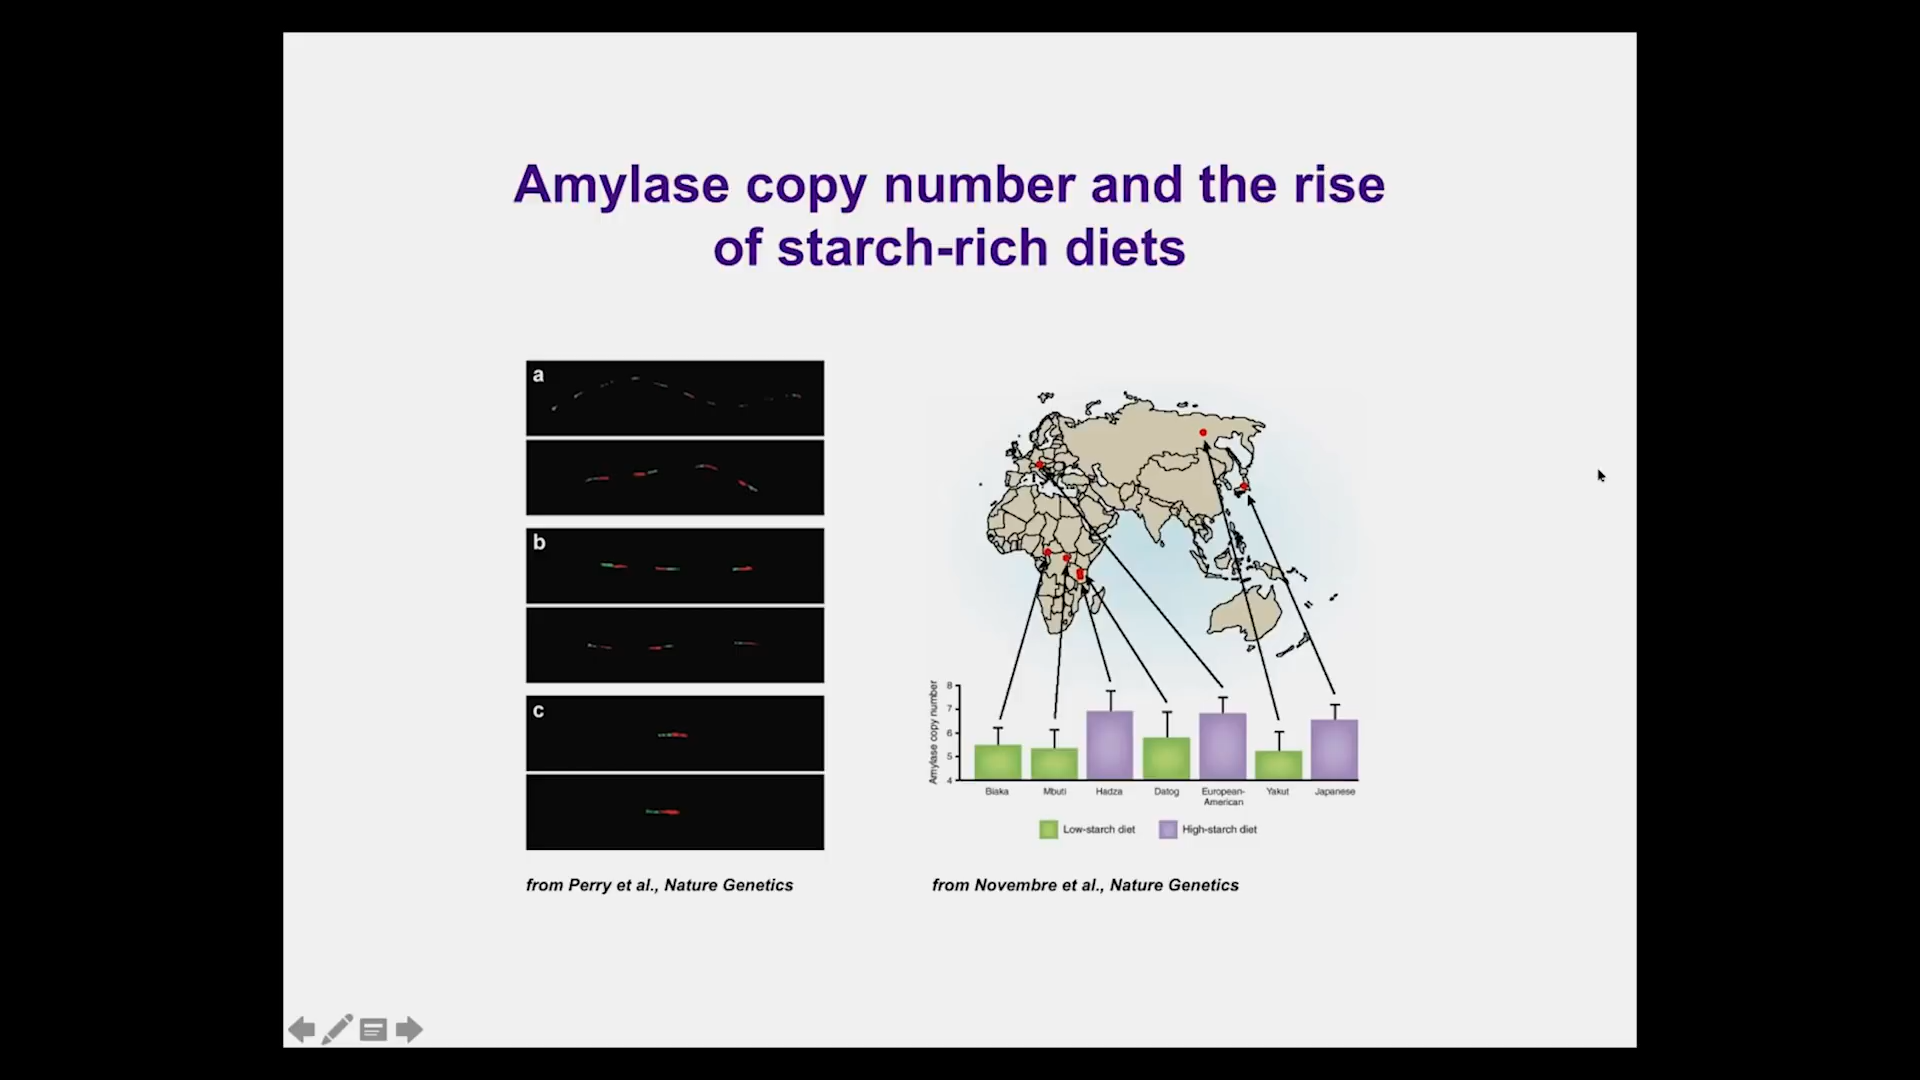 Amylase copy number and the rise
of starch-rich diets
a
b
c
from Perry et al., Nature Genetics
Amylase copy number
8
7
6
5
4
Biaka
Mbuti
Hadza
Datog
European-
American
Yakut
Japanese
Low-starch diet
High-starch diet
from Novembre et al., Nature Genetics